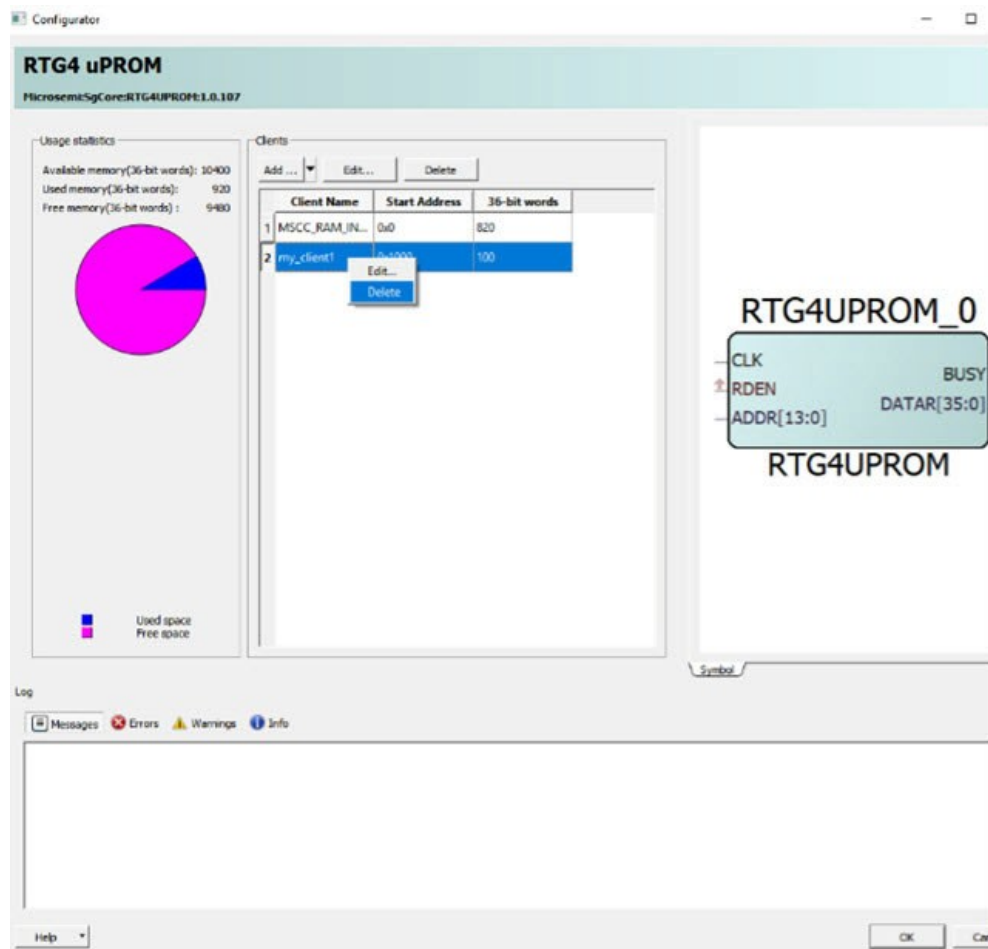 Configurator
RTG4 uPROM
Microsemi:SgCore:RTG4UPROM:1.0.107
Usage statistics
Available memory(36-bit words): 10400
Used memory(36-bit words): 920
Free memory(36-bit words) : 9480
Used space
Free space
Clients
Add ... Edit... Delete
Client Name Start Address 36-bit words
1 MSCC_RAM_IN... 0x0 820
2 my_client1 0x1000 100
Edit...
Delete
RTG4UPROM_0
CLK
BUSY
RDEN
DATAR[35:0]
ADDR[13:0]
RTG4UPROM
Symbol
Log
Messages Errors Warnings Info
Help OK Ca